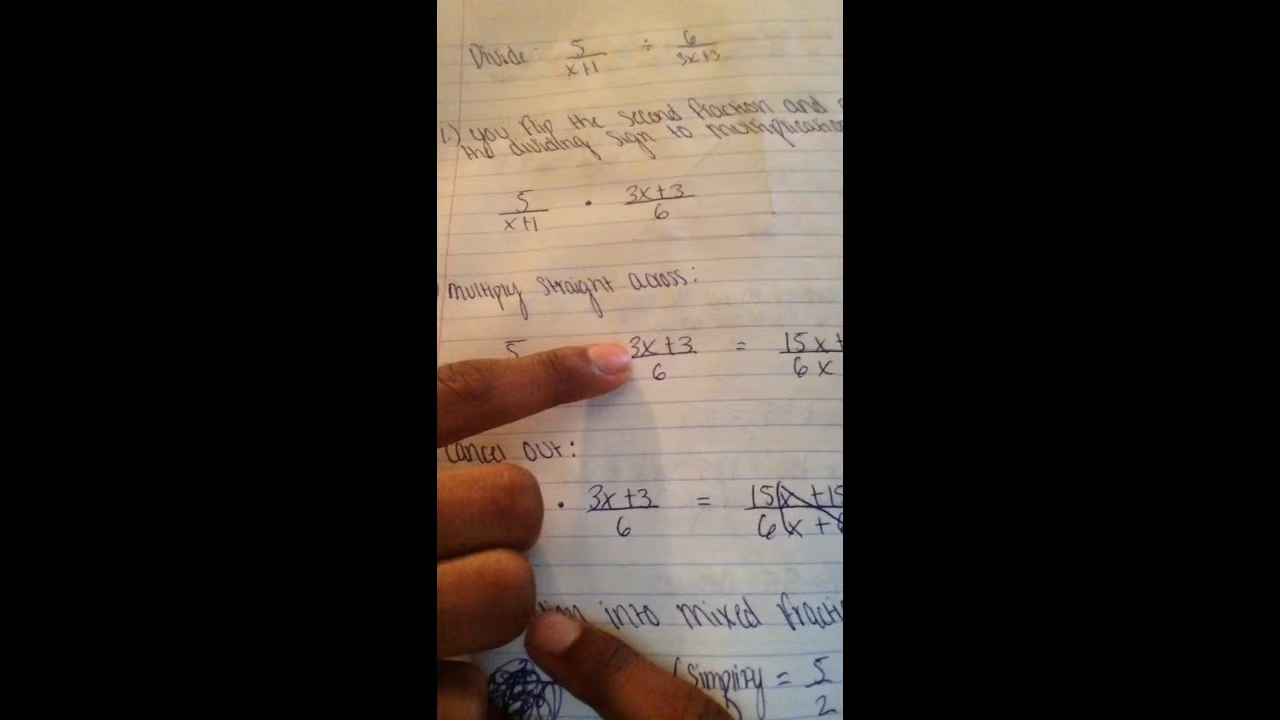 Divide: 5/x+1 ÷ 6/3x+3
1.) you flip the second fraction and
the dividing sign to multiplication
5/x+1 · 3x+3/6
multiply straight across:
5 3x+3/6 = 15x+/6x
cancel out:
· 3x+3/6 = 15x+15/6x+
into mixed fracti
(Simplify = 5/2